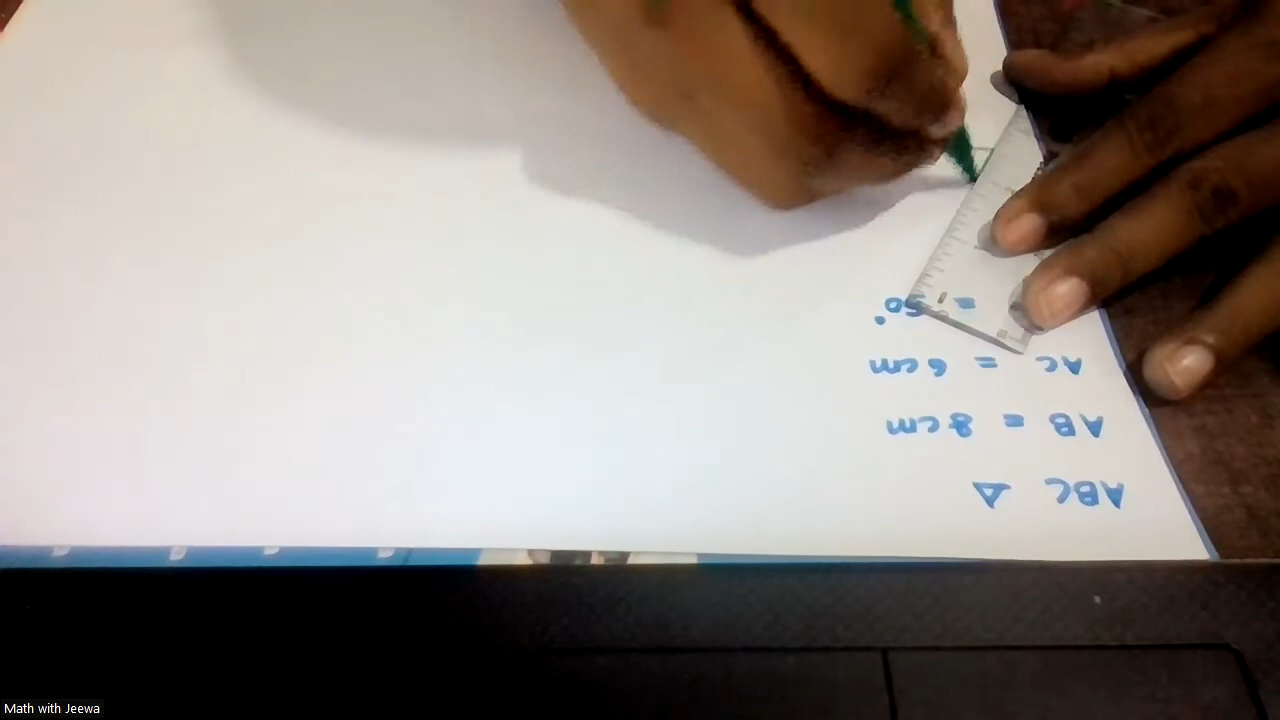 ABC Δ
AB = 8cm
AC = 6cm
= 50°
Math with Jeewa